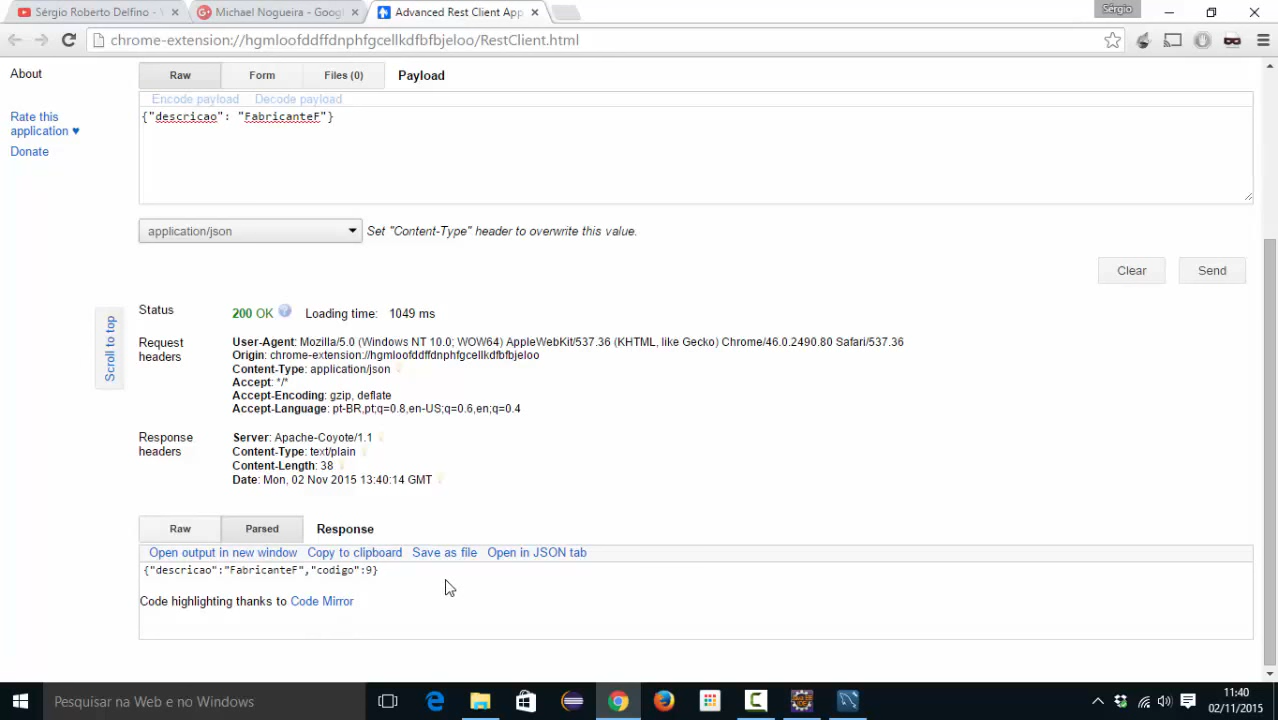 Sérgio Roberto Delfino - V
Michael Nogueira - Googl
Advanced Rest Client App
Sérgio
chrome-extension://hgmloofddffdnphfgcellkdfbfbjeloo/RestClient.html
About
Raw Form Files (0) Payload
Encode payload Decode payload
{"descricao": "FabricanteF"}
Rate this
application ♥
Donate
application/json
Set "Content-Type" header to overwrite this value.
Clear Send
Scroll to top
Status
200 OK Loading time: 1049 ms
Request
headers
User-Agent: Mozilla/5.0 (Windows NT 10.0; WOW64) AppleWebKit/537.36 (KHTML, like Gecko) Chrome/46.0.2490.80 Safari/537.36
Origin: chrome-extension://hgmloofddffdnphfgcellkdfbfbjeloo
Content-Type: application/json
Accept: */*
Accept-Encoding: gzip, deflate
Accept-Language: pt-BR,pt;q=0.8,en-US;q=0.6,en;q=0.4
Response
headers
Server: Apache-Coyote/1.1
Content-Type: text/plain
Content-Length: 38
Date: Mon, 02 Nov 2015 13:40:14 GMT
Raw Parsed Response
Open output in new window Copy to clipboard Save as file Open in JSON tab
{"descricao":"FabricanteF","codigo":9}
Code highlighting thanks to Code Mirror
Pesquisar na Web e no Windows
11:40
02/11/2015